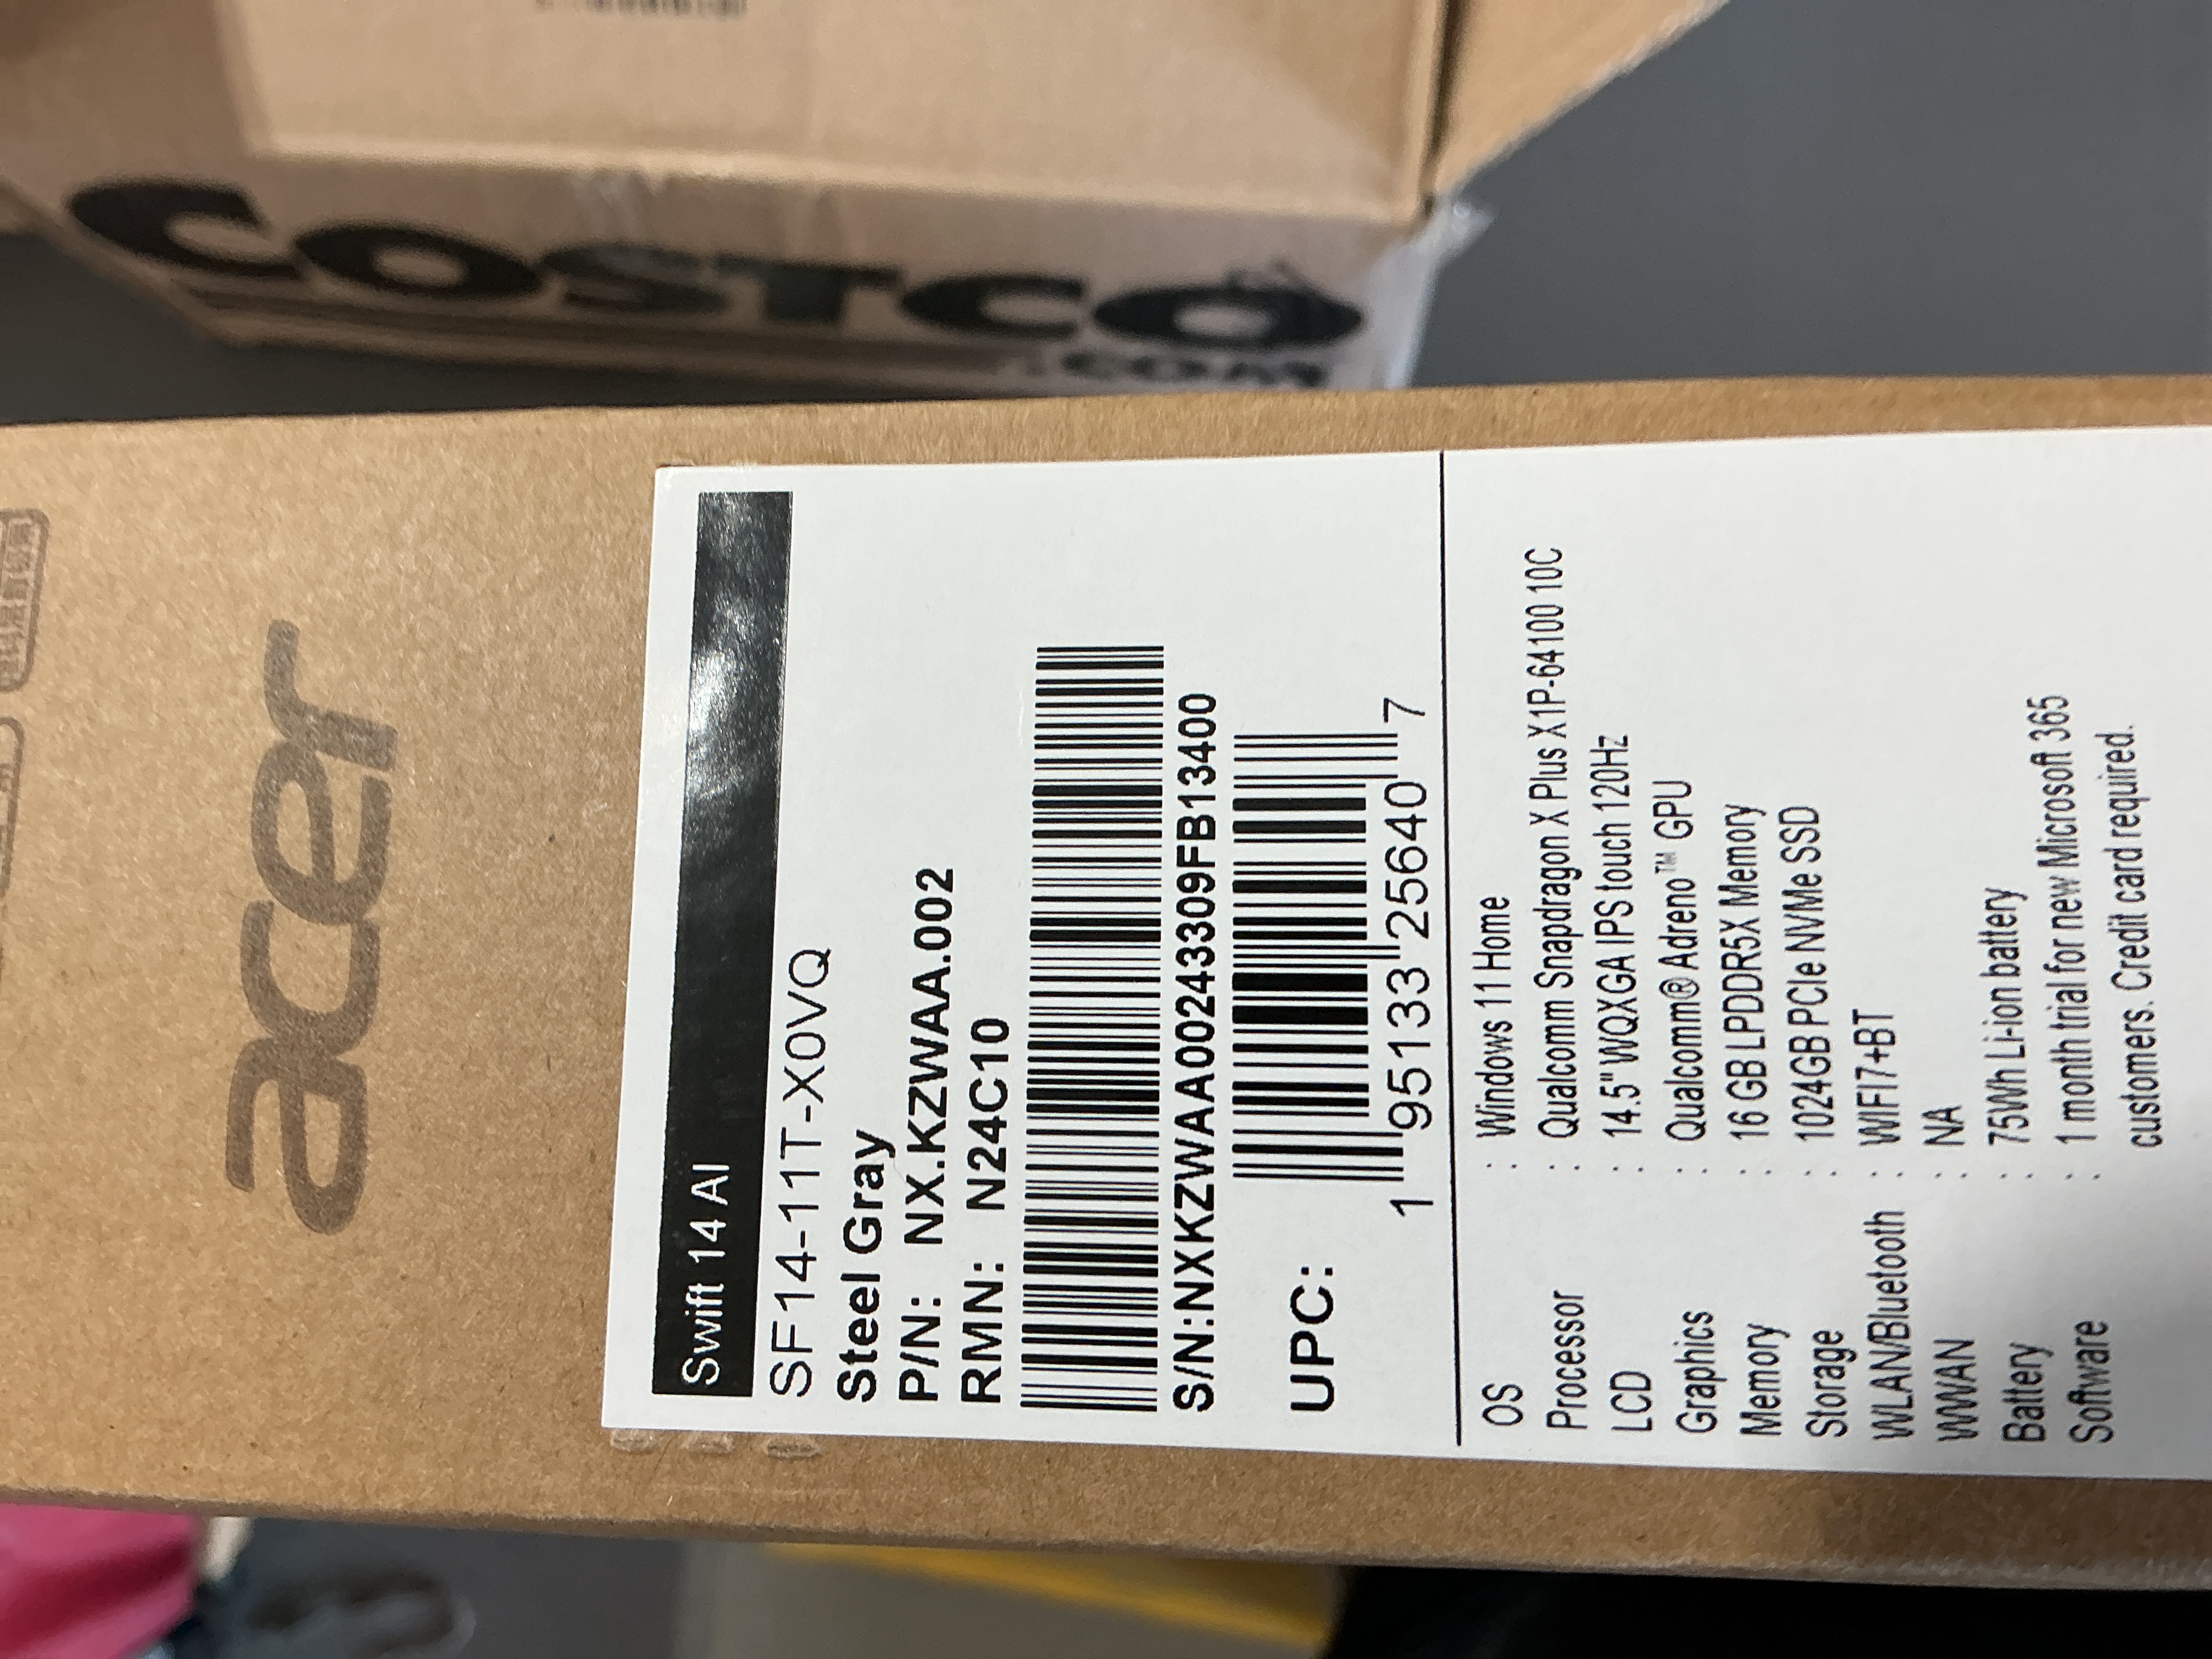 COSTCO
.COM
acer
Swift 14 AI
SF14-11T-X0VQ
Steel Gray
P/N: NX.KZWAA.002
RMN: N24C10
S/N:NXKZWAA00243309FB13400
UPC:
1 95133 25640 7
OS : Windows 11 Home
Processor : Qualcomm Snapdragon X Plus X1P-64100 10C
LCD : 14.5" WQXGA IPS touch 120Hz
Graphics : Qualcomm® Adreno™ GPU
Memory : 16 GB LPDDR5X Memory
Storage : 1024GB PCIe NVMe SSD
WLAN/Bluetooth : WIFI7+BT
WWAN : NA
Battery : 75Wh Li-ion battery
Software : 1 month trial for new Microsoft 365
customers. Credit card required.